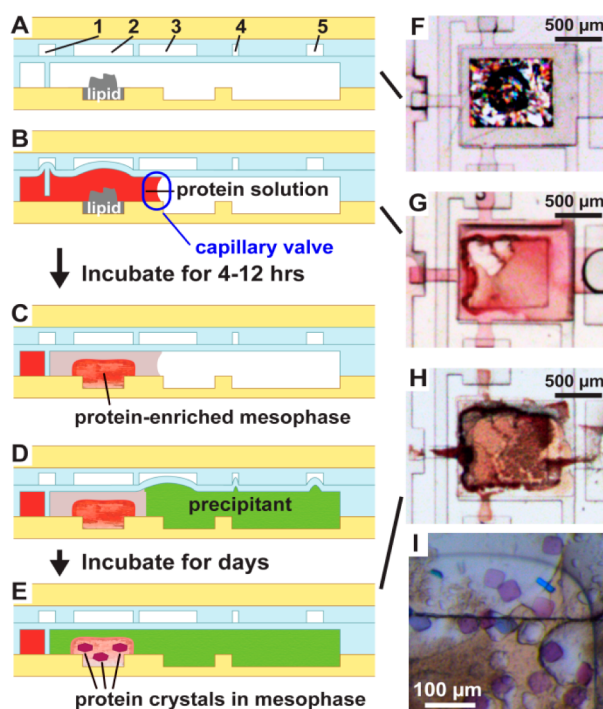 A
1 2 3 4 5
lipid
B
protein solution
lipid
capillary valve
Incubate for 4-12 hrs
C
protein-enriched mesophase
D
precipitant
Incubate for days
E
protein crystals in mesophase
F
500 µm
G
500 µm
H
500 µm
I
100 µm